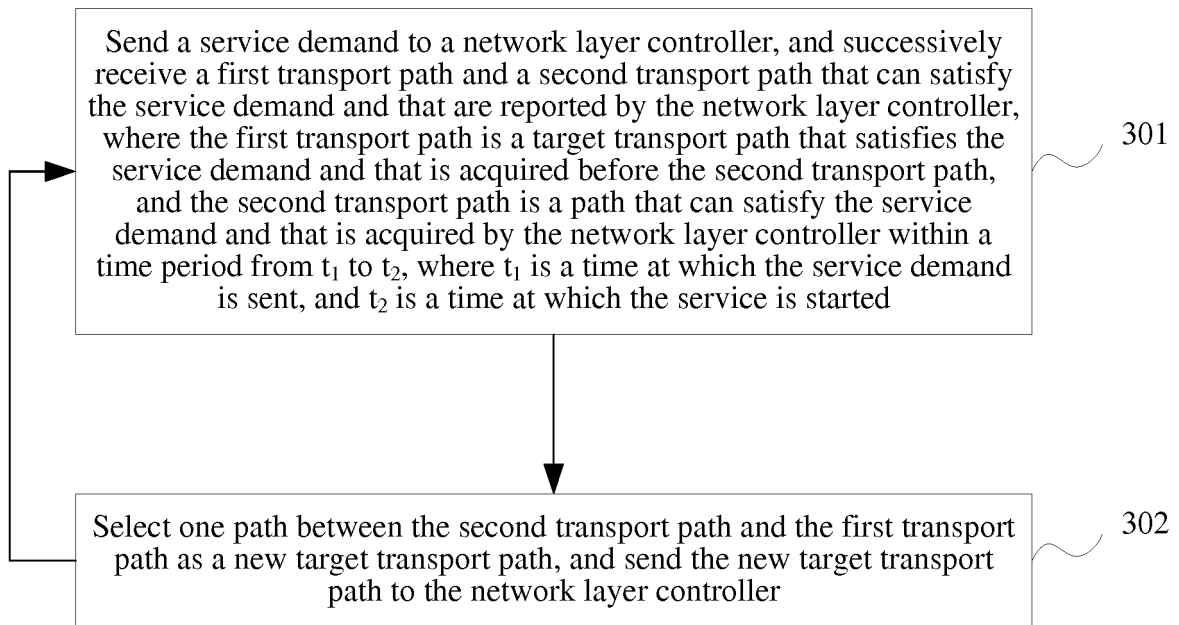 Send a service demand to a network layer controller, and successively
receive a first transport path and a second transport path that can satisfy
the service demand and that are reported by the network layer controller,
where the first transport path is a target transport path that satisfies the
service demand and that is acquired before the second transport path,
and the second transport path is a path that can satisfy the service
demand and that is acquired by the network layer controller within a
time period from t₁ to t₂, where t₁ is a time at which the service demand
is sent, and t₂ is a time at which the service is started
301
Select one path between the second transport path and the first transport
path as a new target transport path, and send the new target transport
path to the network layer controller
302